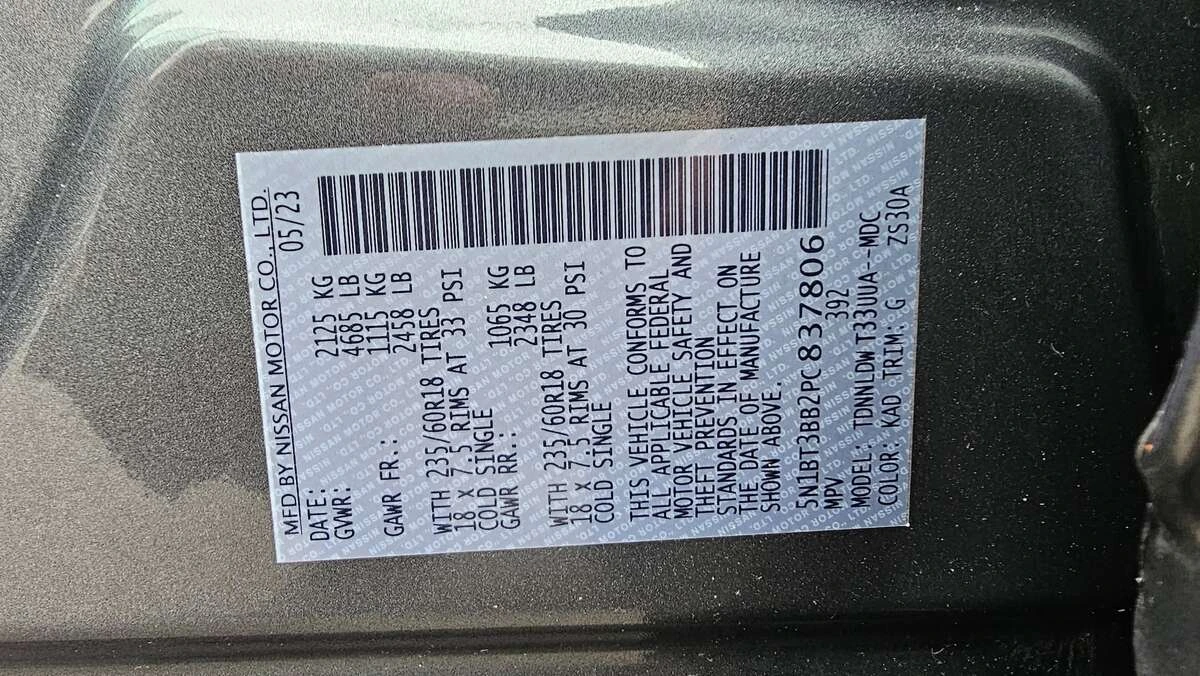 MFD BY NISSAN MOTOR CO., LTD.
DATE: 05/23
GVWR: 2125 KG
4685 LB
GAWR FR.: 1115 KG
2458 LB
WITH 235/60R18 TIRES
18 x 7.5 RIMS AT 33 PSI
COLD SINGLE
GAWR RR.: 1065 KG
2348 LB
WITH 235/60R18 TIRES
18 x 7.5 RIMS AT 30 PSI
COLD SINGLE
THIS VEHICLE CONFORMS TO
ALL APPLICABLE FEDERAL
MOTOR VEHICLE SAFETY AND
THEFT PREVENTION
STANDARDS IN EFFECT ON
THE DATE OF MANUFACTURE
SHOWN ABOVE.
5N1BT3BB2PC837806
MPV 392
MODEL: TDNNLDWT33UUA--MDC
COLOR: KAD TRIM: G ZS30A